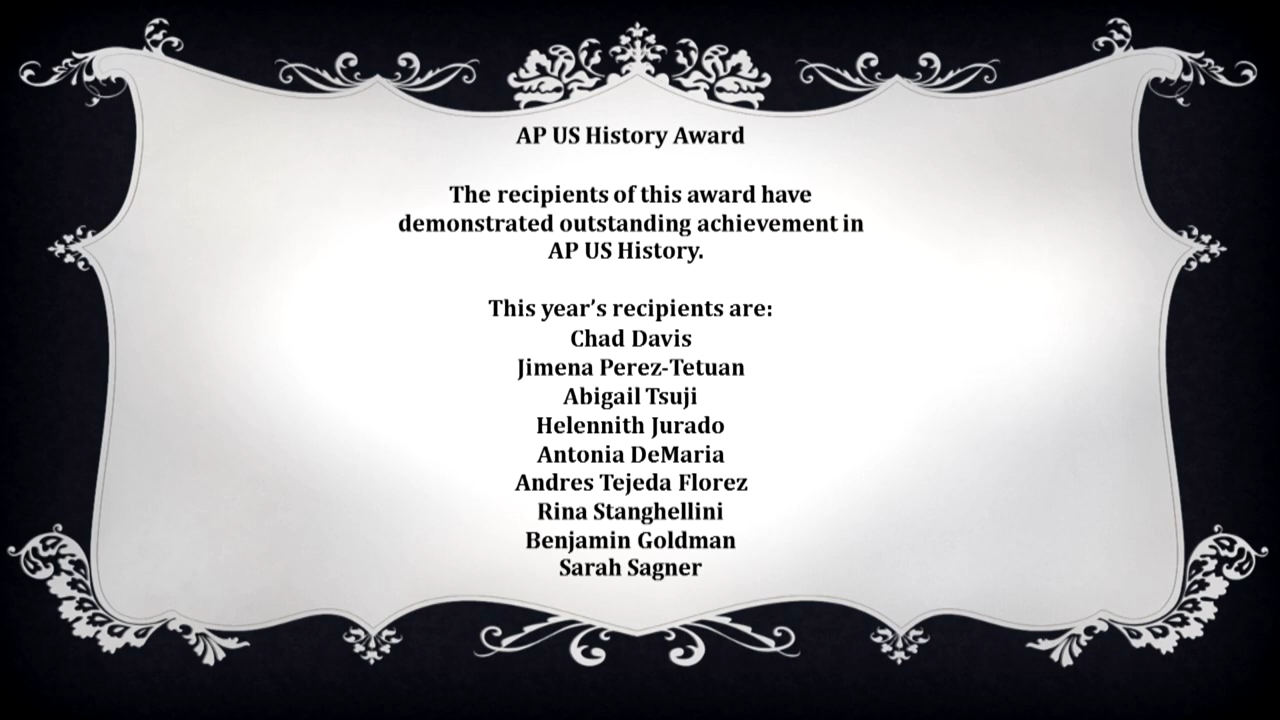 AP US History Award
The recipients of this award have
demonstrated outstanding achievement in
AP US History.
This year’s recipients are:
Chad Davis
Jimena Perez-Tetuan
Abigail Tsuji
Helennith Jurado
Antonia DeMaria
Andres Tejeda Florez
Rina Stanghellini
Benjamin Goldman
Sarah Sagner